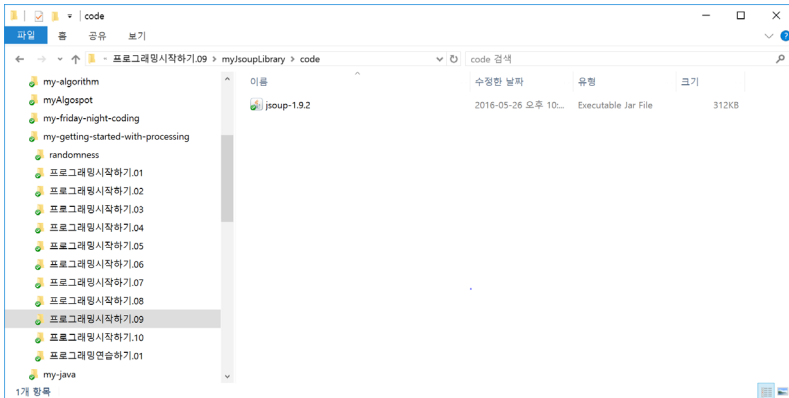 code
파일 홈 공유 보기
프로그래밍시작하기.09 > myJsoupLibrary > code
code 검색
my-algorithm
myAlgospot
my-friday-night-coding
my-getting-started-with-processing
randomness
프로그래밍시작하기.01
프로그래밍시작하기.02
프로그래밍시작하기.03
프로그래밍시작하기.04
프로그래밍시작하기.05
프로그래밍시작하기.06
프로그래밍시작하기.07
프로그래밍시작하기.08
프로그래밍시작하기.09
프로그래밍시작하기.10
프로그래밍연습하기.01
my-java
이름 수정한 날짜 유형 크기
jsoup-1.9.2 2016-05-26 오후 10:... Executable Jar File 312KB
1개 항목